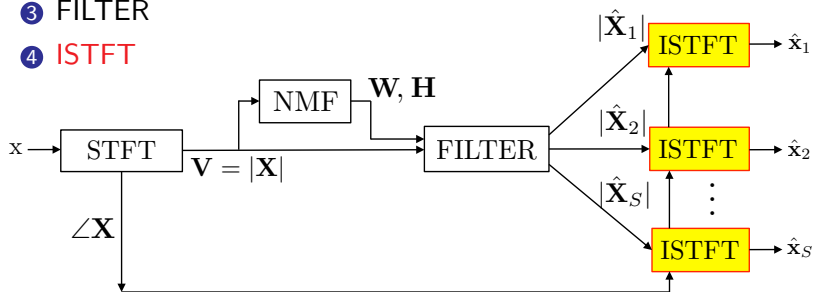 3 FILTER
4 ISTFT
|X̂₁|
ISTFT
x̂₁
W, H
NMF
|X̂₂|
x
STFT
V = |X|
FILTER
ISTFT
x̂₂
|X̂_S|
⋮
∠X
ISTFT
x̂_S